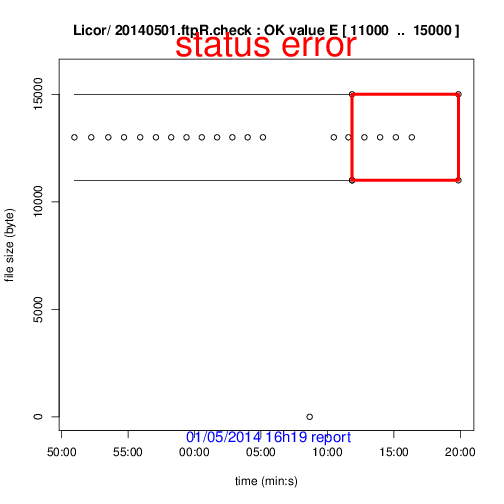 Licor/ 20140501.ftpR.check : OK value E [ 11000 .. 15000 ]
status error
file size (byte)
15000
10000
5000
0
01/05/2014 16h19 report
50:00 55:00 00:00 05:00 10:00 15:00 20:00
time (min:s)